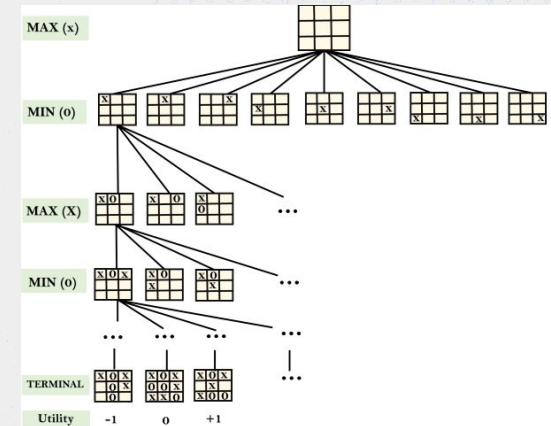 MAX (x)
MIN (0)
x x x x x x x x x
MAX (X)
x o x o x
o
...
MIN (0)
x o x x o x o
x x
...
... ... ... ...
TERMINAL
x o x x o x x o x
o x o o x x
o x x o x o o
...
Utility -1 0 +1